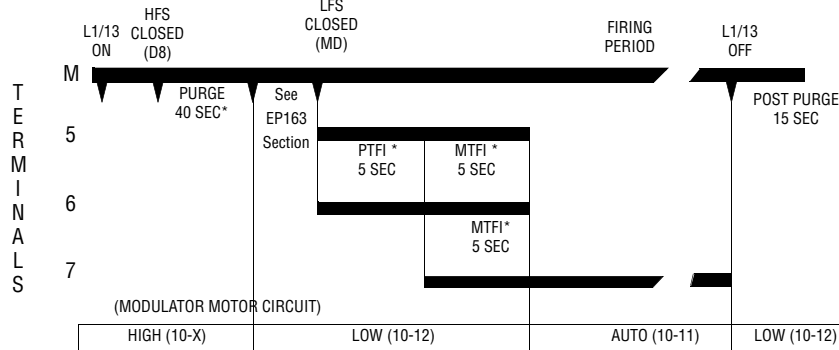 HFS
CLOSED
(D8)
LFS
CLOSED
(MD)
L1/13
ON
FIRING
PERIOD
L1/13
OFF
TERMINALS
M
PURGE
40 SEC*
See
EP163
Section
POST PURGE
15 SEC
5
PTFI *
5 SEC
MTFI *
5 SEC
6
MTFI*
5 SEC
7
(MODULATOR MOTOR CIRCUIT)
HIGH (10-X) LOW (10-12) AUTO (10-11) LOW (10-12)